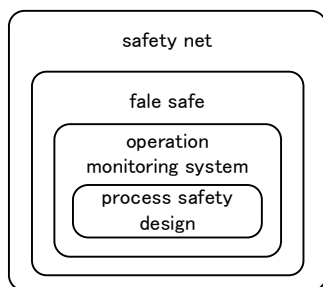 safety net
fale safe
operation
monitoring system
process safety
design